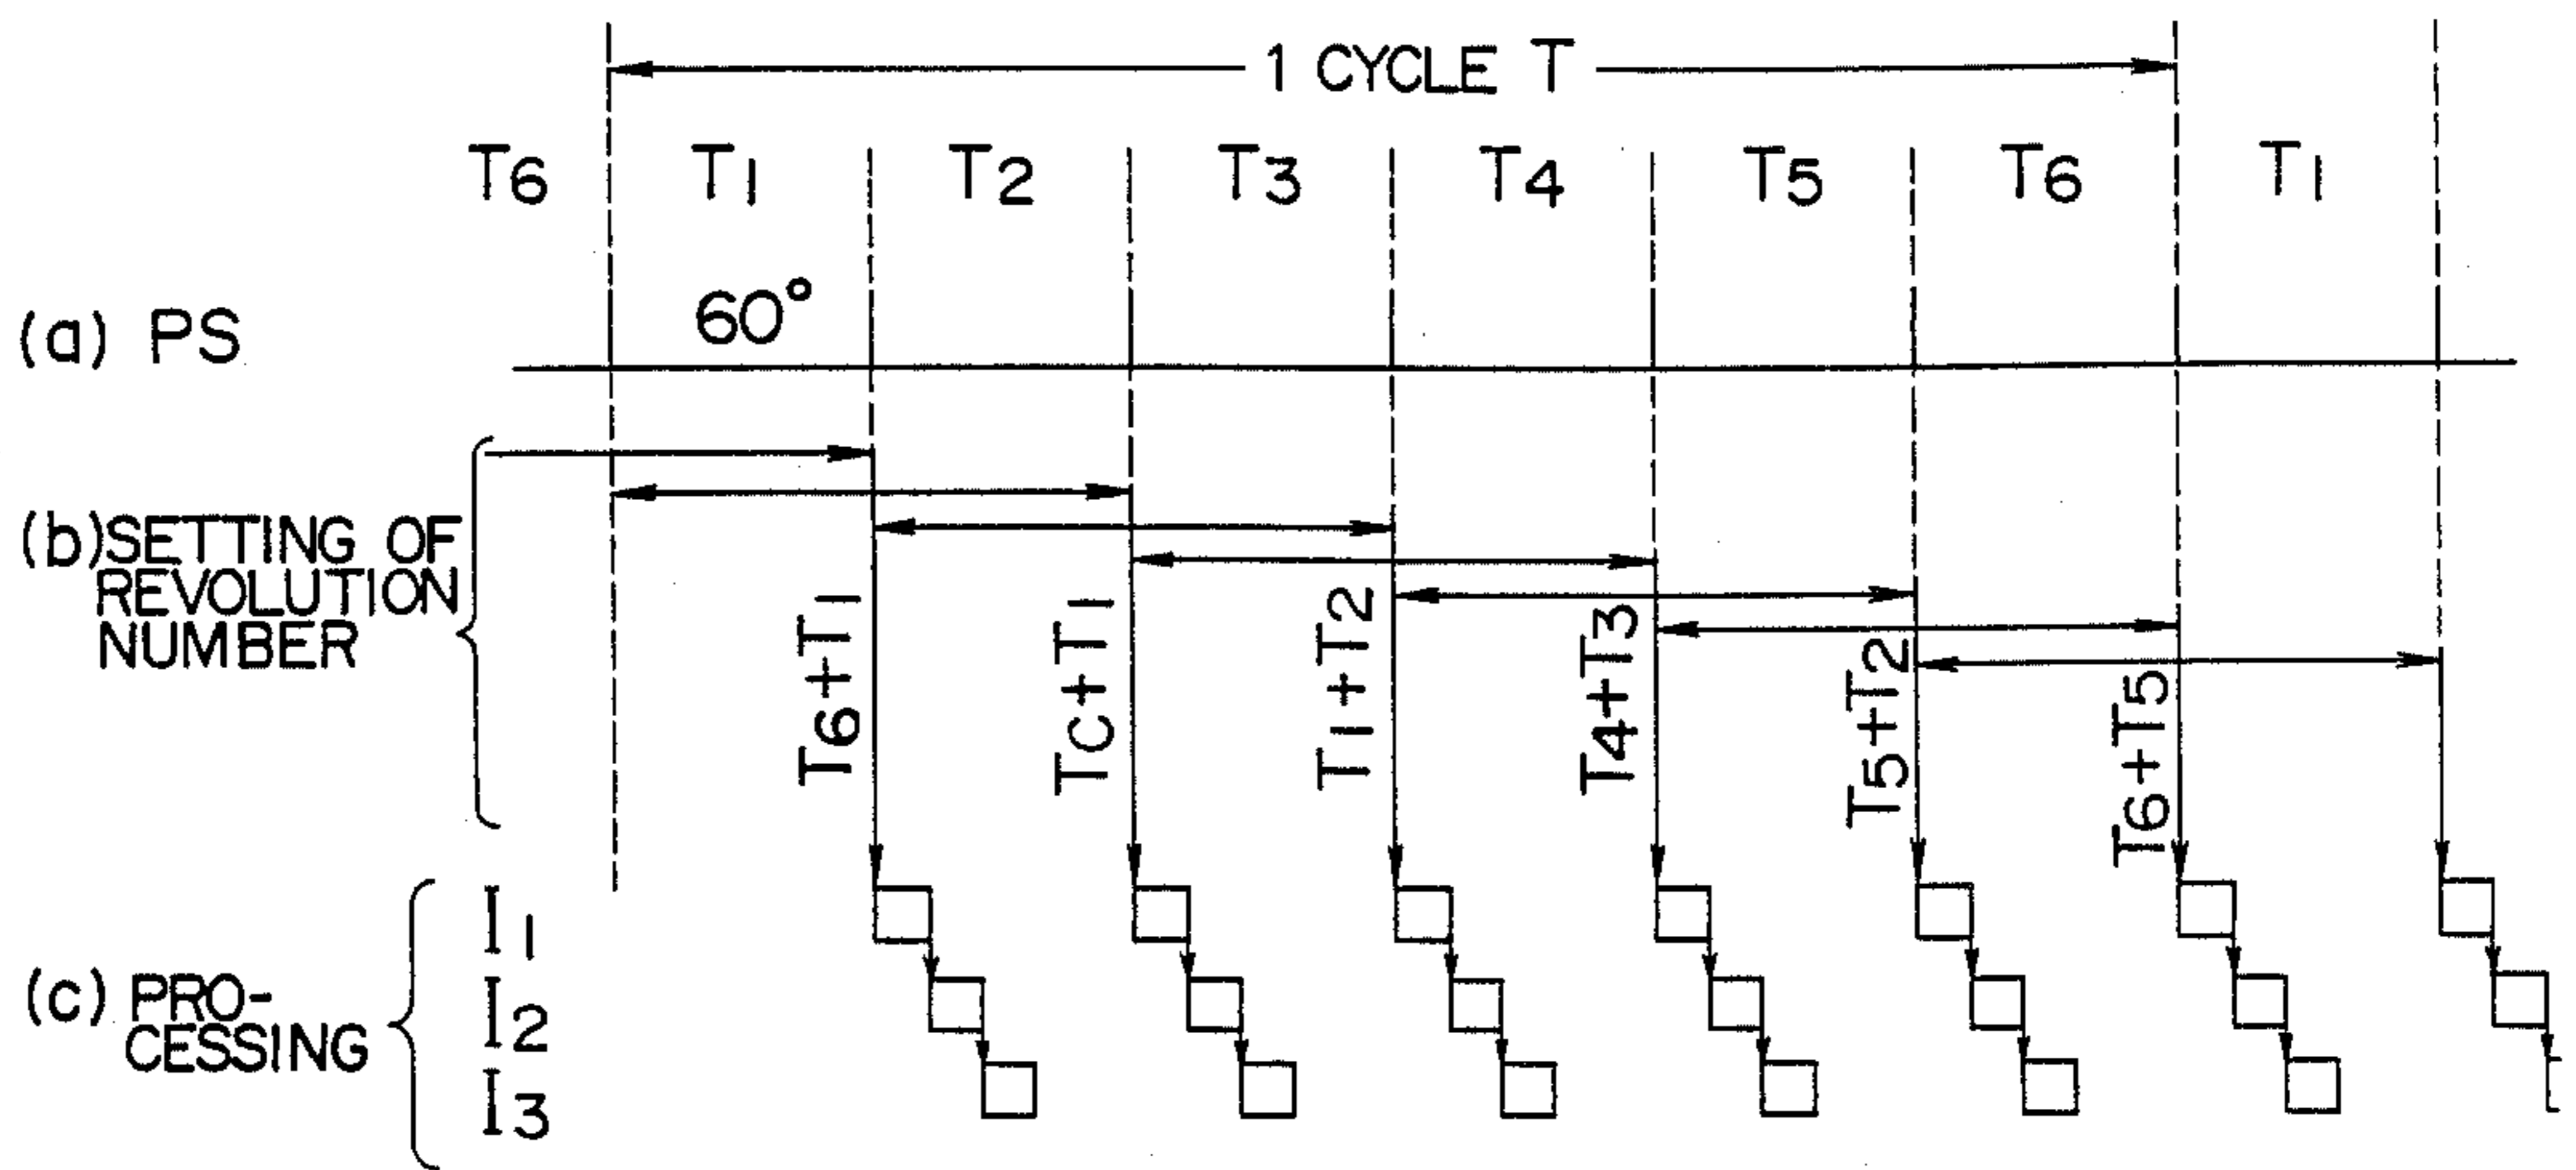 1 CYCLE T
T6 T1 T2 T3 T4 T5 T6 T1
60°
(a) PS
(b) SETTING OF
REVOLUTION
NUMBER
T6+T1
TC+T1
T1+T2
T4+T3
T5+T2
T6+T5
I1
(c) PRO-
I2
CESSING
I3